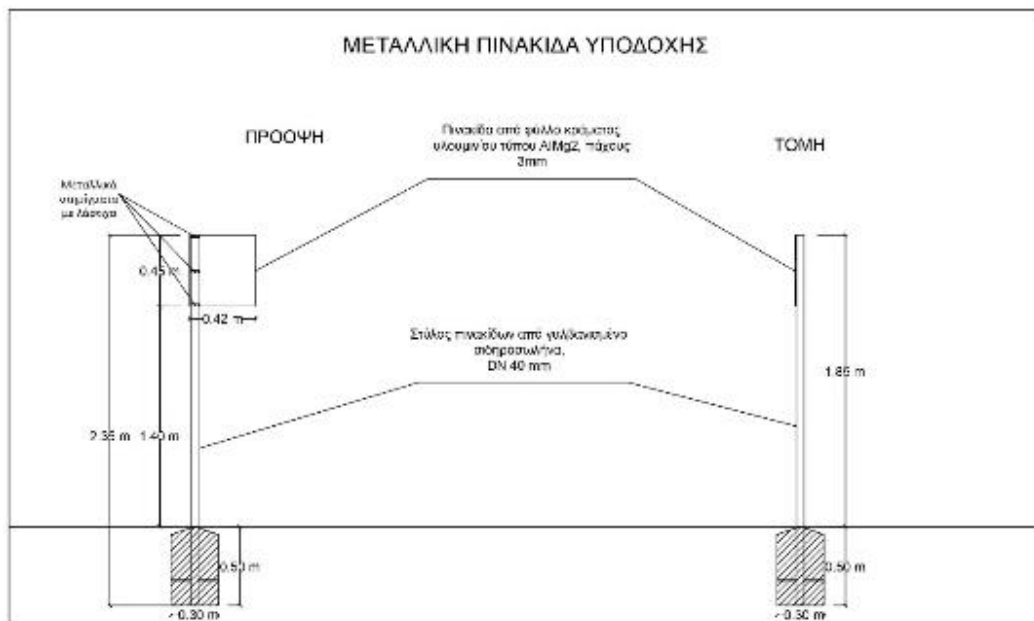 ΜΕΤΑΛΛΙΚΗ ΠΙΝΑΚΙΔΑ ΥΠΟΔΟΧΗΣ
ΠΡΟΟΨΗ
Πινακίδα από φύλλο κράματος
αλουμινίου τύπου AlMg2, πάχους
3mm
ΤΟΜΗ
Μεταλλικά
στηρίγματα
με λάστιχα
0.45 m
0.42 m
Στύλος πινακίδων από γαλβανισμένο
σιδηροσωλήνα,
DN 40 mm
1.85 m
2.35 m
1.40 m
0.50 m
0.50 m
0.30 m
0.30 m